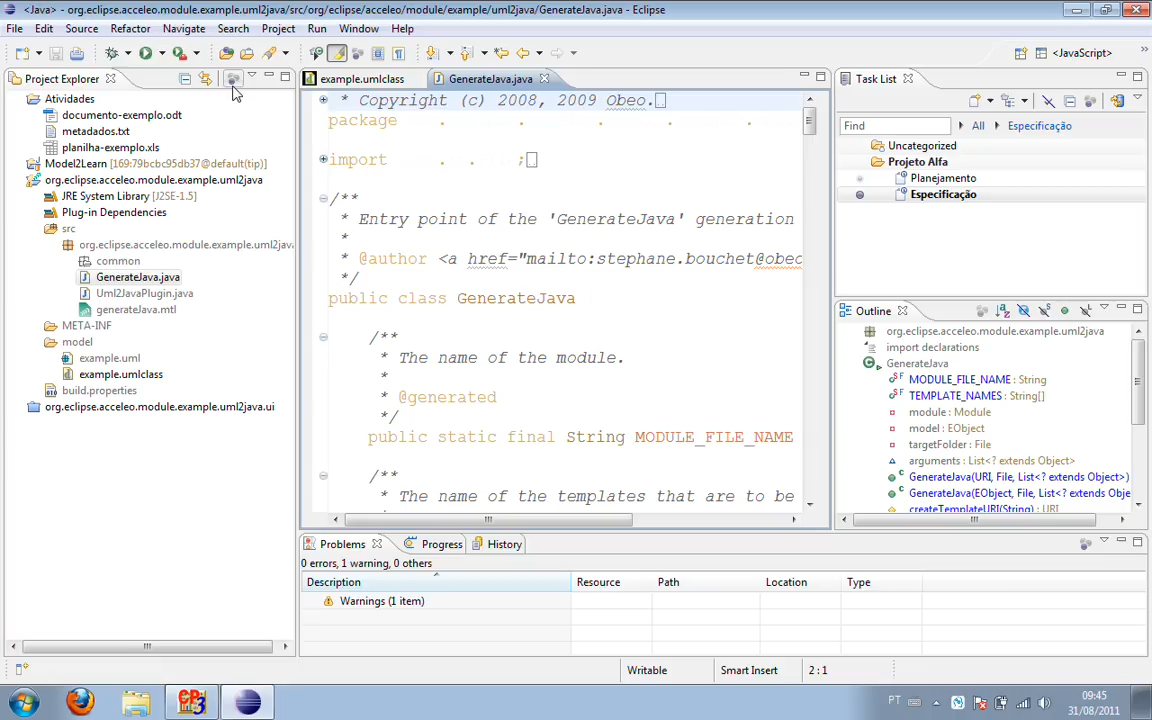 <Java> - org.eclipse.acceleo.module.example.uml2java/src/org/eclipse/acceleo/module/example/uml2java/GenerateJava.java - Eclipse
File Edit Source Refactor Navigate Search Project Run Window Help
<JavaScript>
Project Explorer
Atividades
documento-exemplo.odt
metadados.txt
planilha-exemplo.xls
Model2Learn [169:79bcbc95db37@default(tip)]
org.eclipse.acceleo.module.example.uml2java
JRE System Library [J2SE-1.5]
Plug-in Dependencies
src
org.eclipse.acceleo.module.example.uml2java
common
GenerateJava.java
Uml2JavaPlugin.java
generateJava.mtl
META-INF
model
example.uml
example.umlclass
build.properties
org.eclipse.acceleo.module.example.uml2java.ui
example.umlclass
GenerateJava.java
* Copyright (c) 2008, 2009 Obeo.
package . . . . .
import . . ;
/**
* Entry point of the 'GenerateJava' generation
*
* @author <a href="mailto:stephane.bouchet@obeo
*/
public class GenerateJava
/**
* The name of the module.
*
* @generated
*/
public static final String MODULE_FILE_NAME
/**
* The name of the templates that are to be
Task List
Find
All
Especificação
Uncategorized
Projeto Alfa
Planejamento
Especificação
Outline
org.eclipse.acceleo.module.example.uml2java
import declarations
GenerateJava
MODULE_FILE_NAME : String
TEMPLATE_NAMES : String[]
module : Module
model : EObject
targetFolder : File
arguments : List<? extends Object>
GenerateJava(URI, File, List<? extends Object>)
GenerateJava(EObject, File, List<? extends Obje
createTemplateURI(String) : URI
Problems
Progress
History
0 errors, 1 warning, 0 others
Description Resource Path Location Type
Warnings (1 item)
Writable
Smart Insert
2 : 1
CP3
PT
09:45
31/08/2011